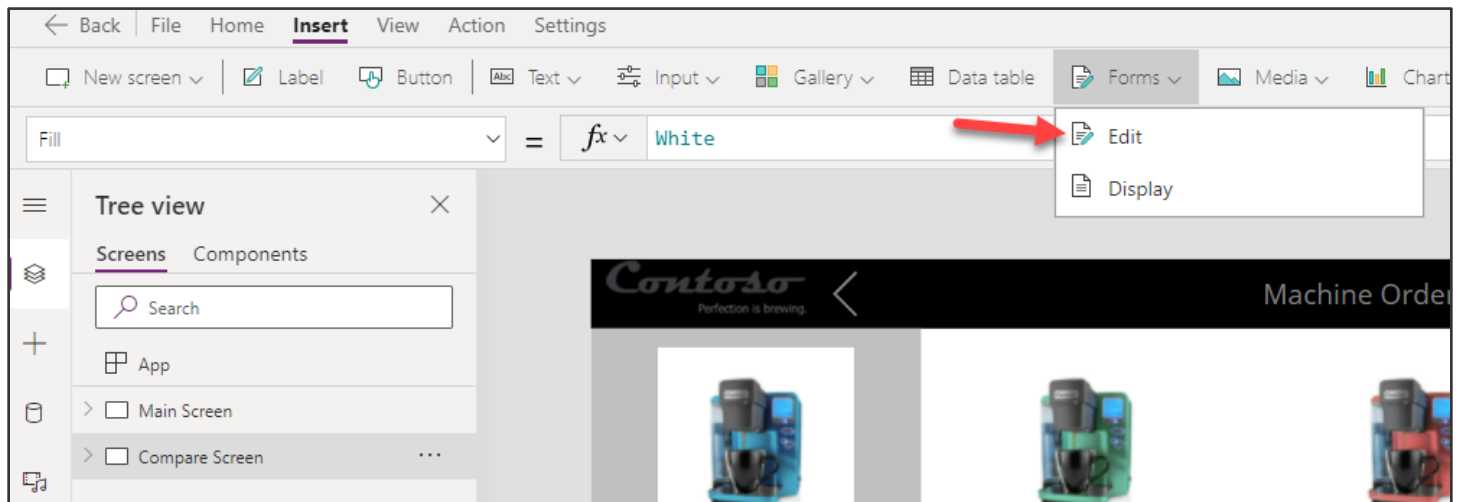 Back File Home Insert View Action Settings
New screen Label Button Abc Text Input Gallery Data table Forms Media Chart
Fill = fx White
Edit
Display
Tree view
Screens Components
Search
App
Main Screen
Compare Screen ...
Contoso
Perfection is brewing.
Machine Order